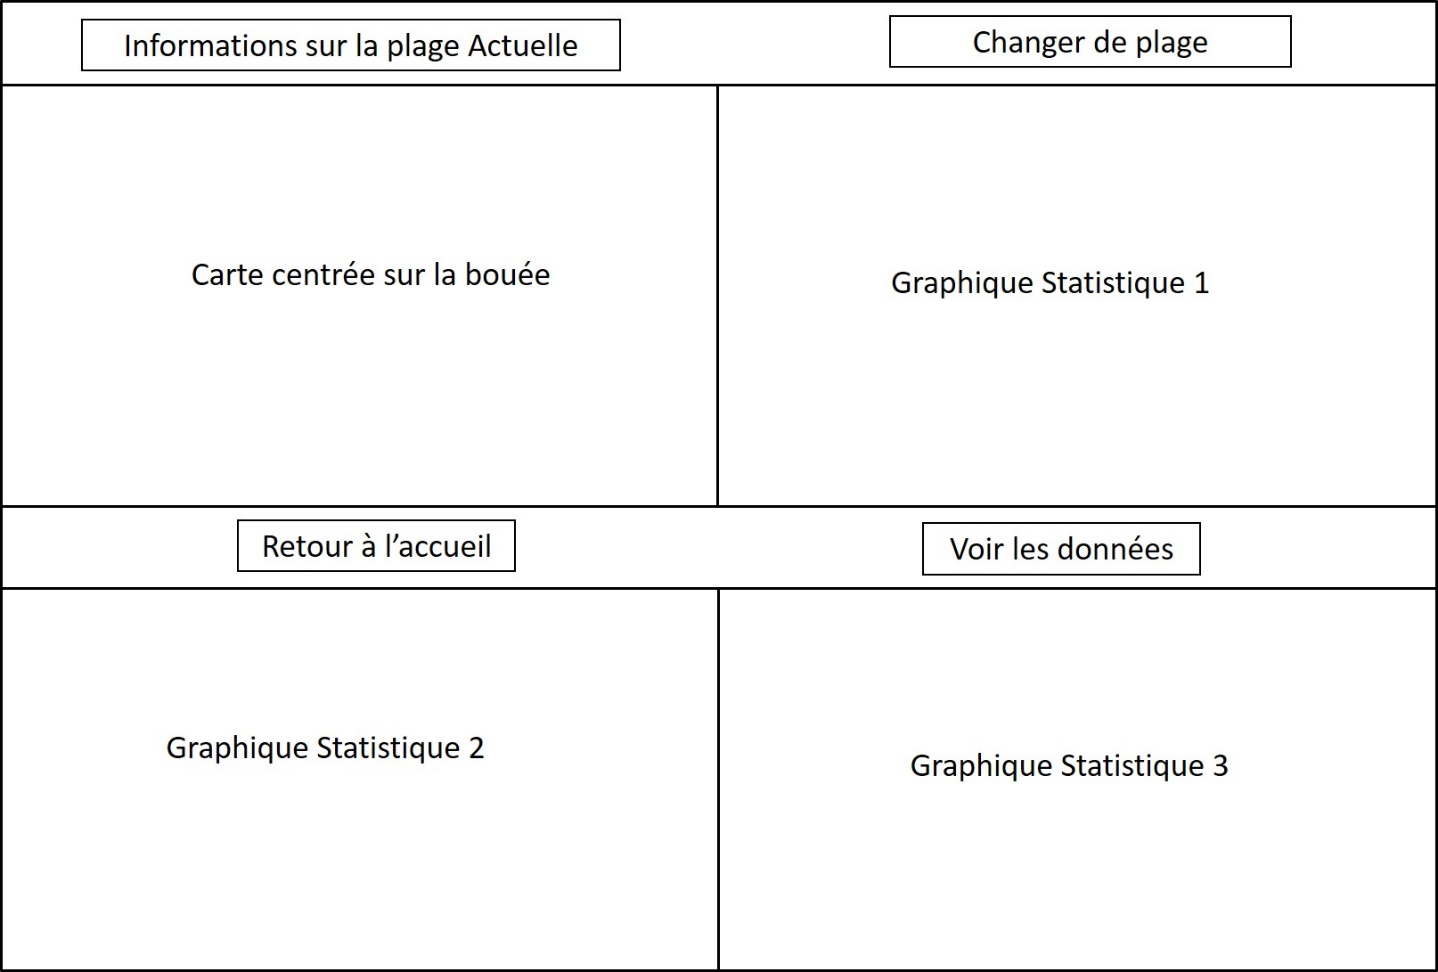 Informations sur la plage Actuelle
Changer de plage
Carte centrée sur la bouée
Graphique Statistique 1
Retour à l’accueil
Voir les données
Graphique Statistique 2
Graphique Statistique 3